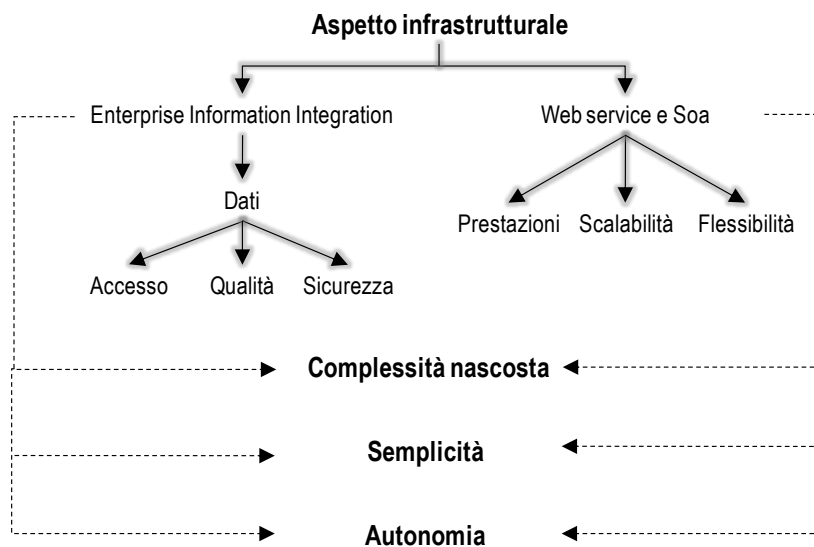 Aspetto infrastrutturale
Enterprise Information Integration
Web service e Soa
Dati
Prestazioni Scalabilità Flessibilità
Accesso Qualità Sicurezza
Complessità nascosta
Semplicità
Autonomia